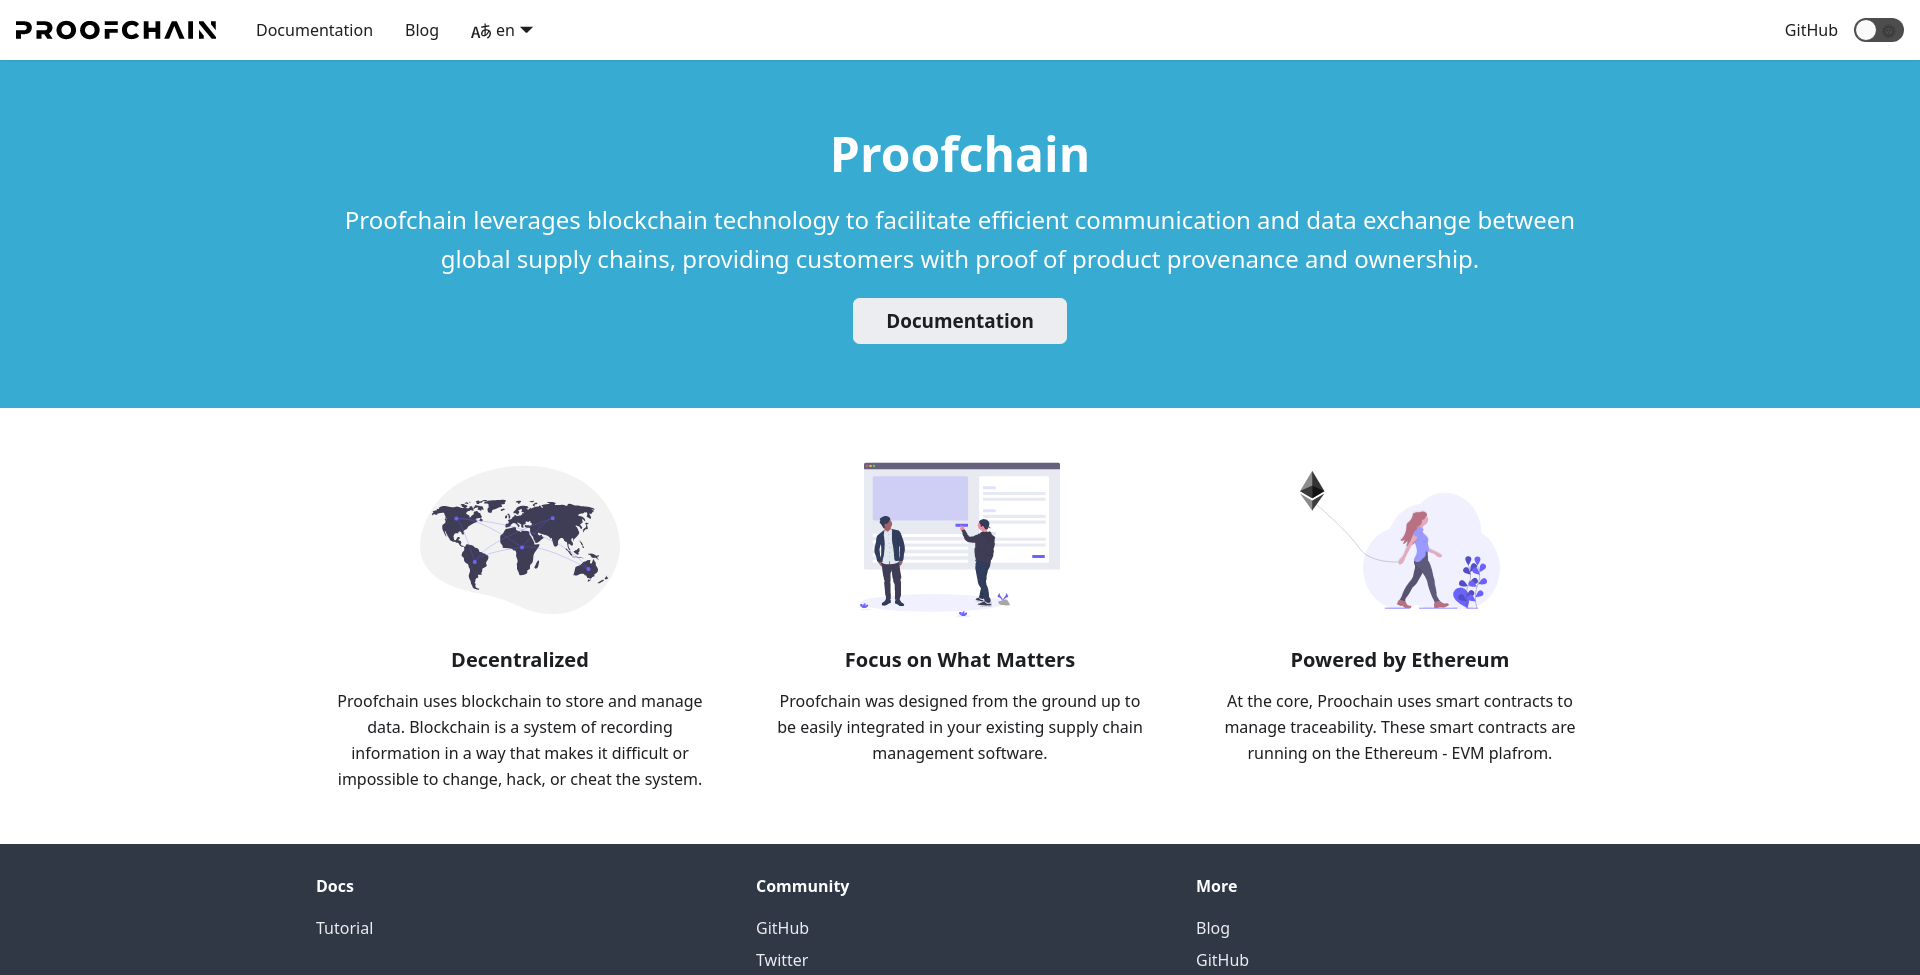 PROOFCHAIN
Documentation
Blog
Aあ en
GitHub
Proofchain
Proofchain leverages blockchain technology to facilitate efficient communication and data exchange between
global supply chains, providing customers with proof of product provenance and ownership.
Documentation
Decentralized
Proofchain uses blockchain to store and manage
data. Blockchain is a system of recording
information in a way that makes it difficult or
impossible to change, hack, or cheat the system.
Focus on What Matters
Proofchain was designed from the ground up to
be easily integrated in your existing supply chain
management software.
Powered by Ethereum
At the core, Proochain uses smart contracts to
manage traceability. These smart contracts are
running on the Ethereum - EVM plafrom.
Docs
Tutorial
Community
GitHub
Twitter
More
Blog
GitHub